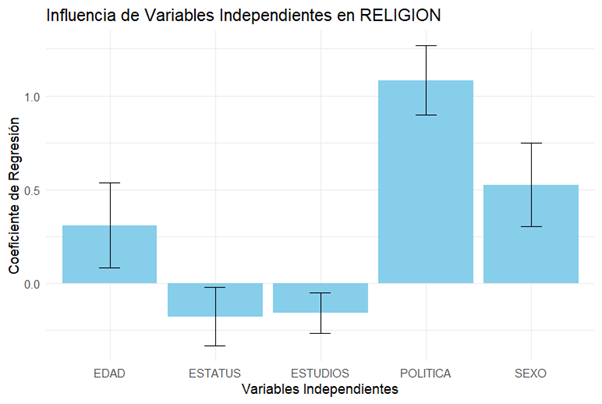 Influencia de Variables Independientes en RELIGION
Coeficiente de Regresión
1.0
0.5
0.0
EDAD ESTATUS ESTUDIOS POLITICA SEXO
Variables Independientes